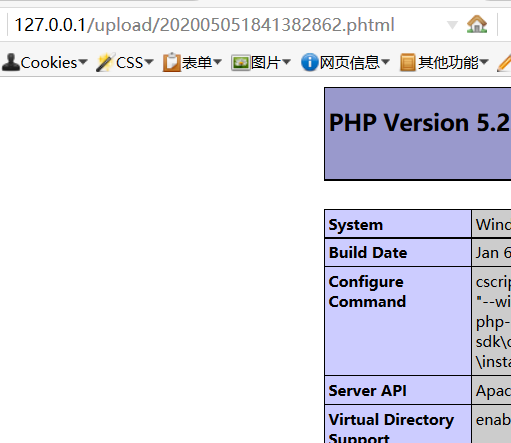 127.0.0.1/upload/202005051841382862.phtml
Cookies CSS 表单 图片 网页信息 其他功能
PHP Version 5.2
System Wind
Build Date Jan 6
Configure Command cscrip
"--wi
php-
sdk\o
\insta
Server API Apac
Virtual Directory Support enab